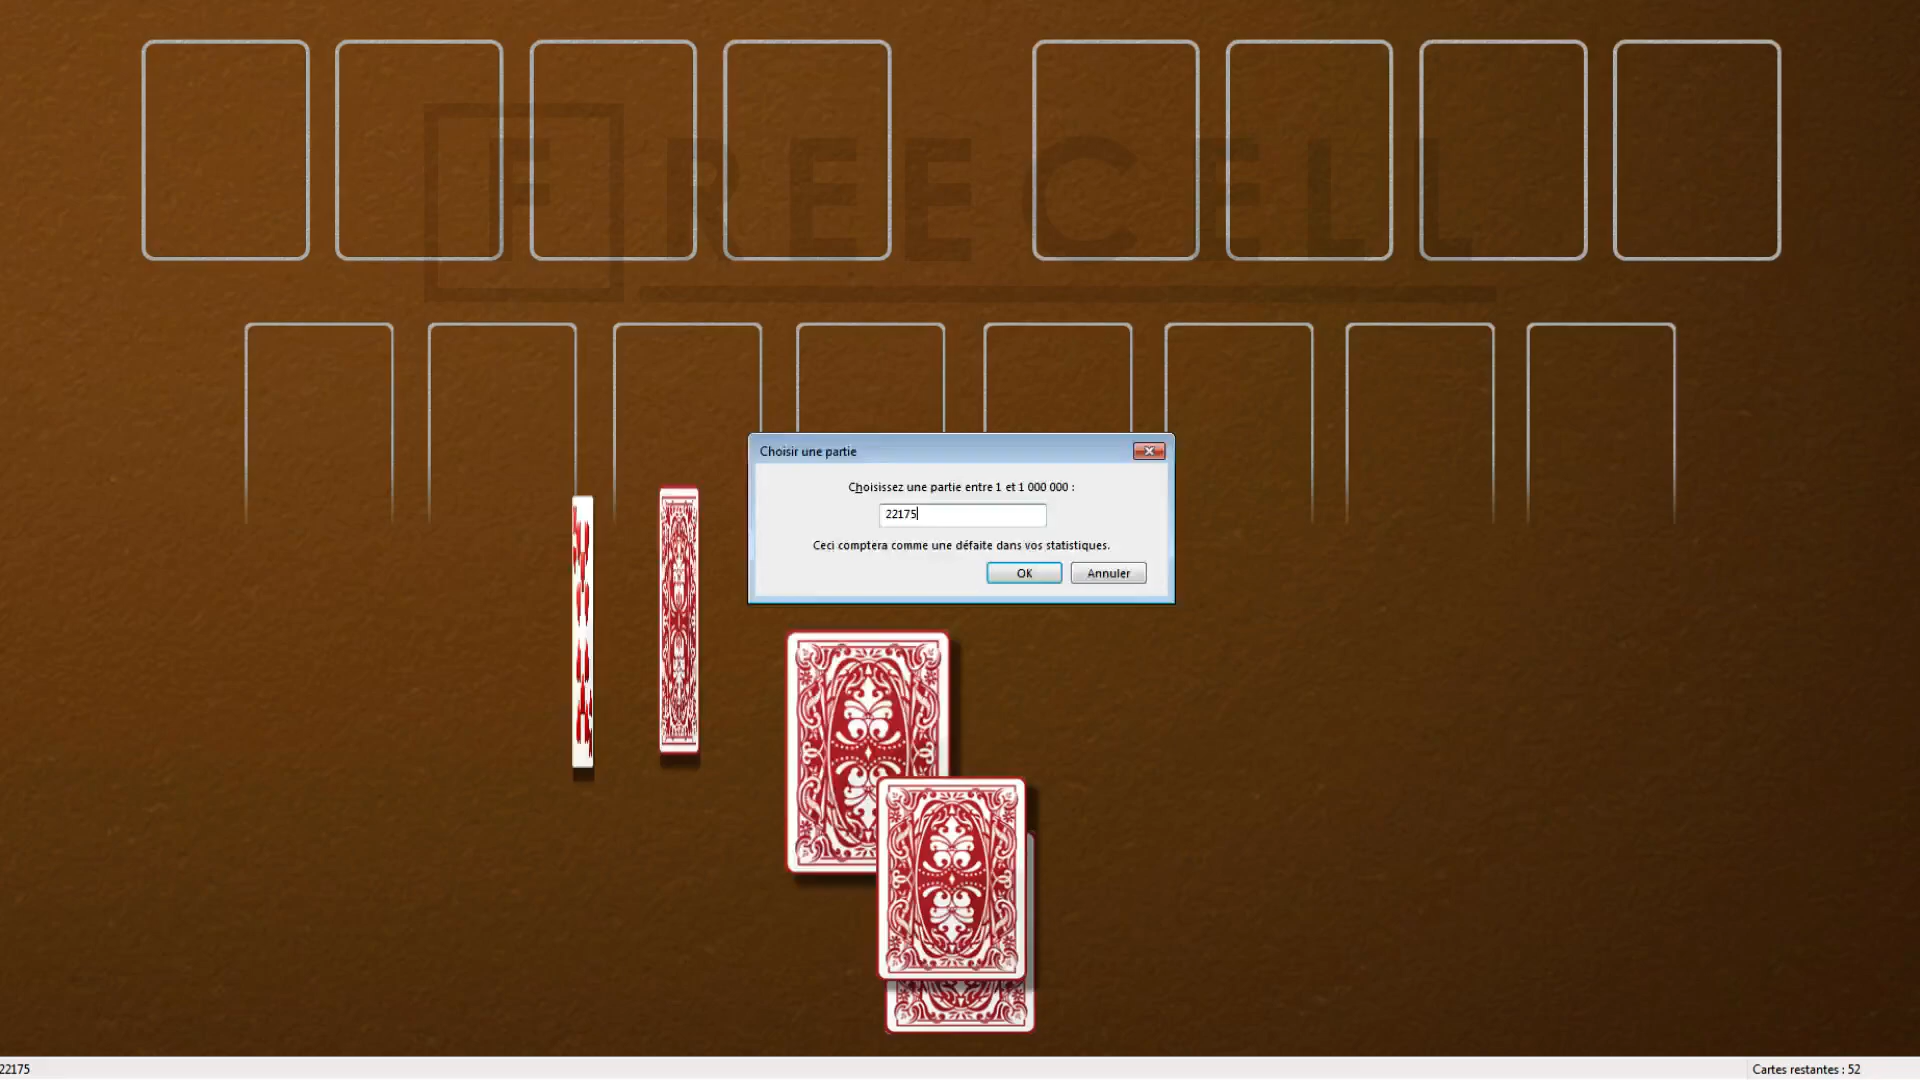 FREECELL
Choisir une partie
Choisissez une partie entre 1 et 1 000 000 :
22175
Ceci comptera comme une défaite dans vos statistiques.
OK
Annuler
22175
Cartes restantes : 52